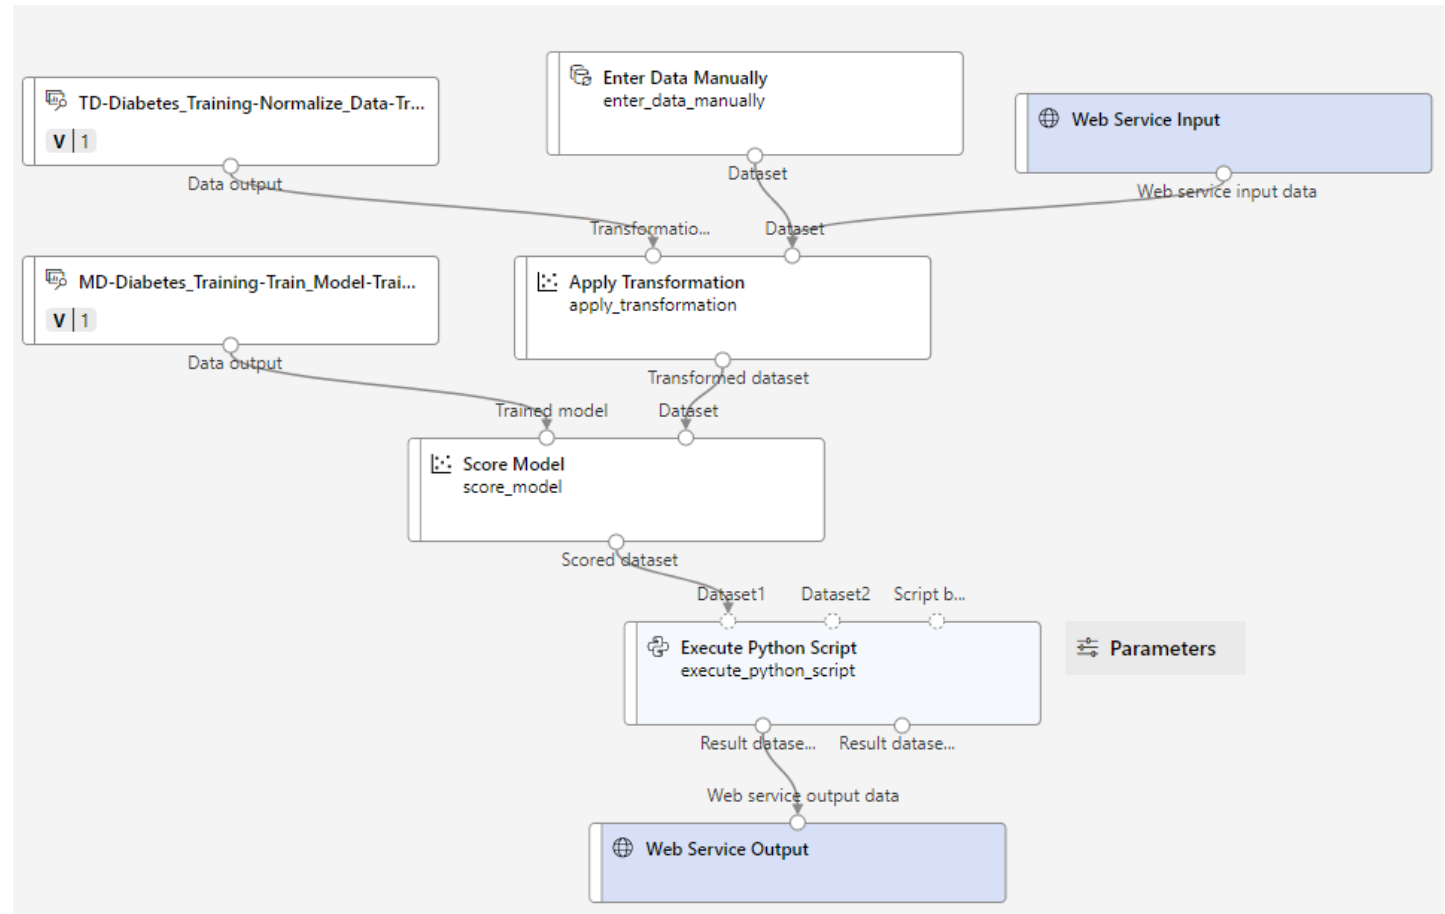 Enter Data Manually
enter_data_manually
TD-Diabetes_Training-Normalize_Data-Tr...
V 1
Web Service Input
Data output
Dataset
Web service input data
Transformatio...
Dataset
MD-Diabetes_Training-Train_Model-Trai...
V 1
Apply Transformation
apply_transformation
Data output
Transformed dataset
Trained model
Dataset
Score Model
score_model
Scored dataset
Dataset1
Dataset2
Script b...
Execute Python Script
execute_python_script
Parameters
Result datase...
Result datase...
Web service output data
Web Service Output